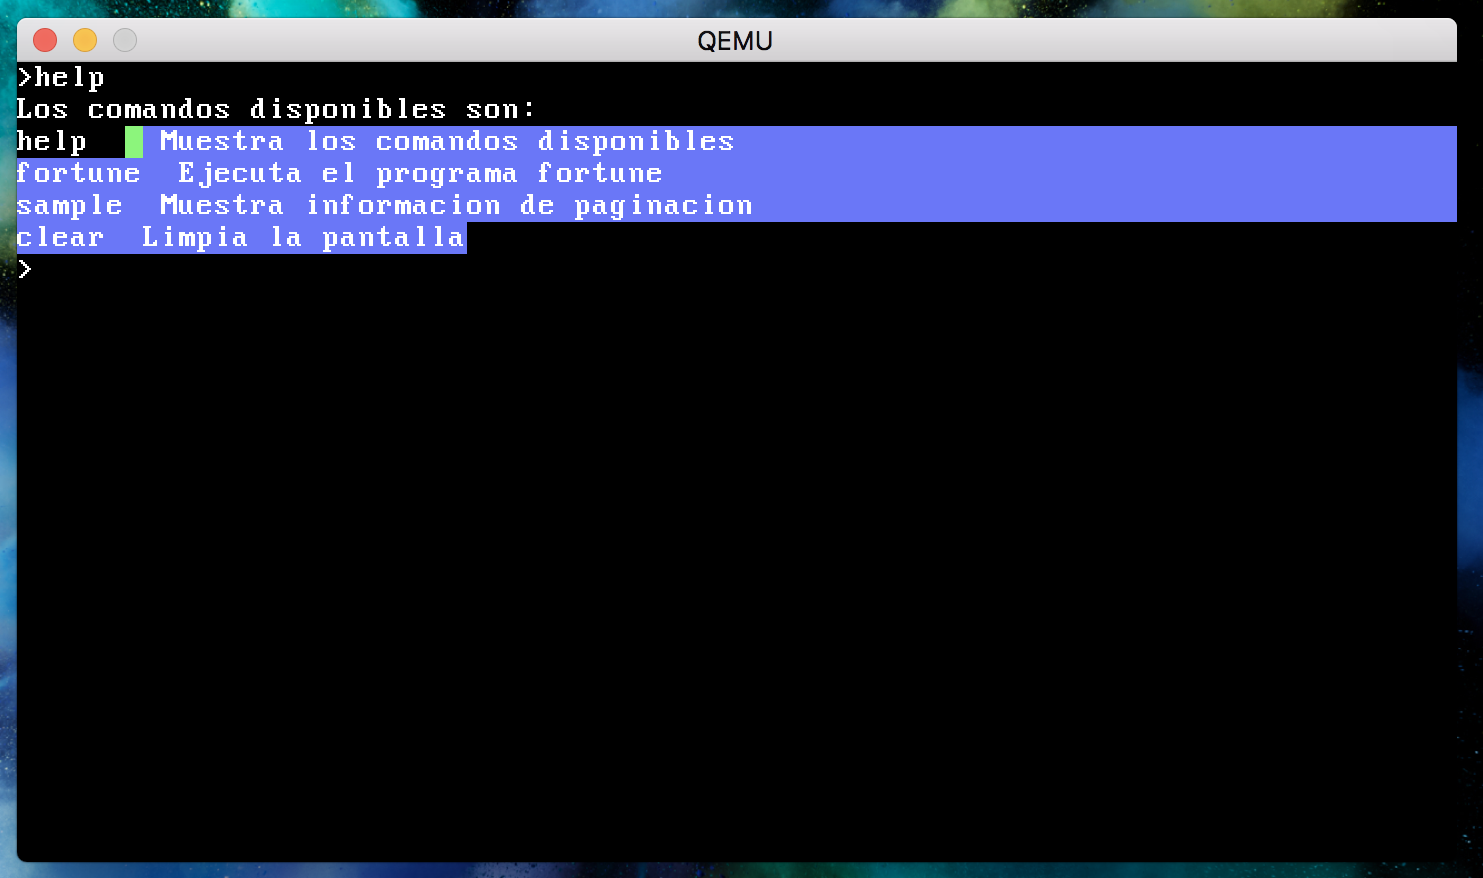 QEMU
>help
Los comandos disponibles son:
help    Muestra los comandos disponibles
fortune  Ejecuta el programa fortune
sample  Muestra informacion de paginacion
clear  Limpia la pantalla
>